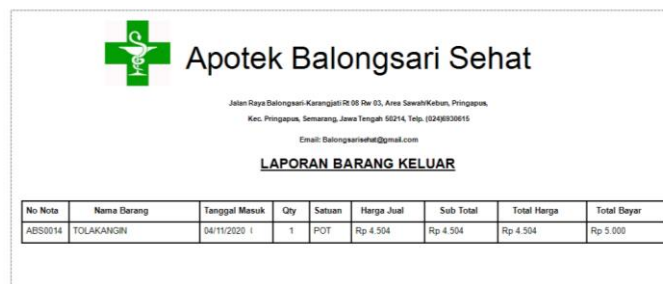 Apotek Balongsari Sehat
Jalan Raya Balongsari-Karangjati Rt 08 Rw 03, Area Sawah/Kebun, Pringapus,
Kec. Pringapus, Semarang, Jawa Tengah 50214, Telp. (024)6930615
Email: Balongsarisehat@gmail.com
LAPORAN BARANG KELUAR
No Nota Nama Barang Tanggal Masuk Qty Satuan Harga Jual Sub Total Total Harga Total Bayar
ABS0014 TOLAKANGIN 04/11/2020 ( 1 POT Rp 4.504 Rp 4.504 Rp 4.504 Rp 5.000